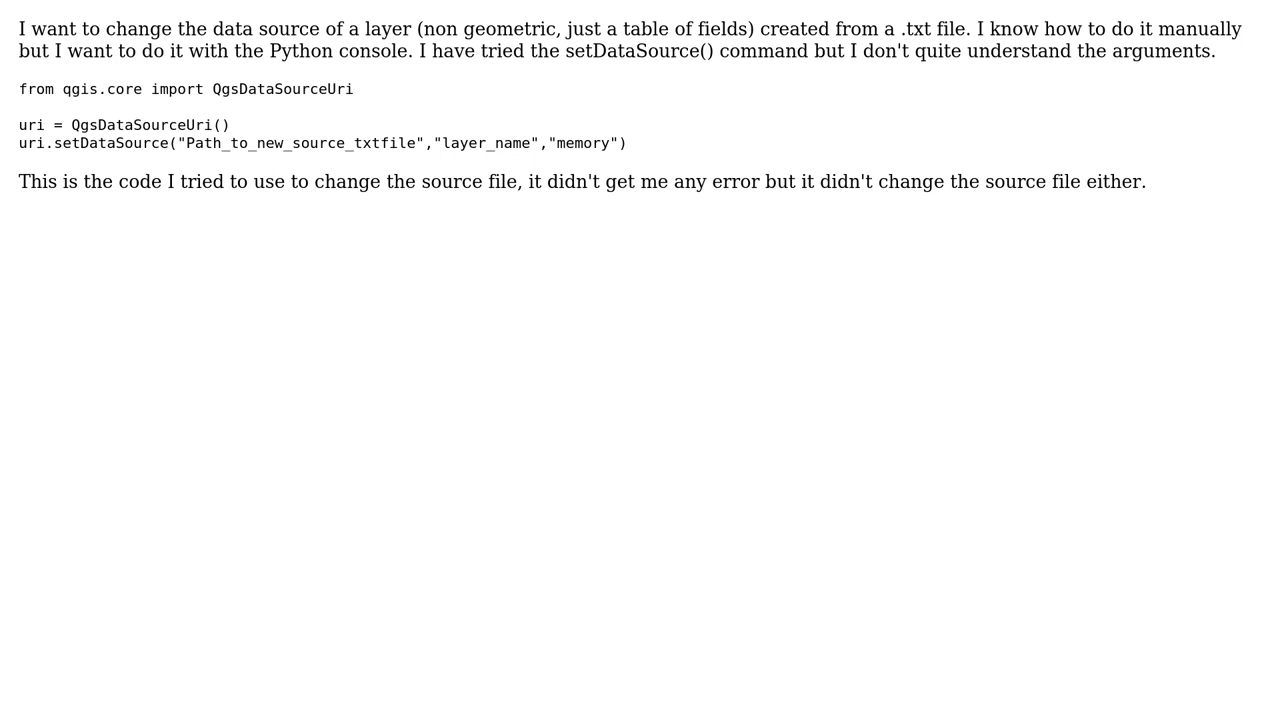 I want to change the data source of a layer (non geometric, just a table of fields) created from a .txt file. I know how to do it manually
but I want to do it with the Python console. I have tried the setDataSource() command but I don't quite understand the arguments.
from qgis.core import QgsDataSourceUri
uri = QgsDataSourceUri()
uri.setDataSource("Path_to_new_source_txtfile","layer_name","memory")
This is the code I tried to use to change the source file, it didn't get me any error but it didn't change the source file either.